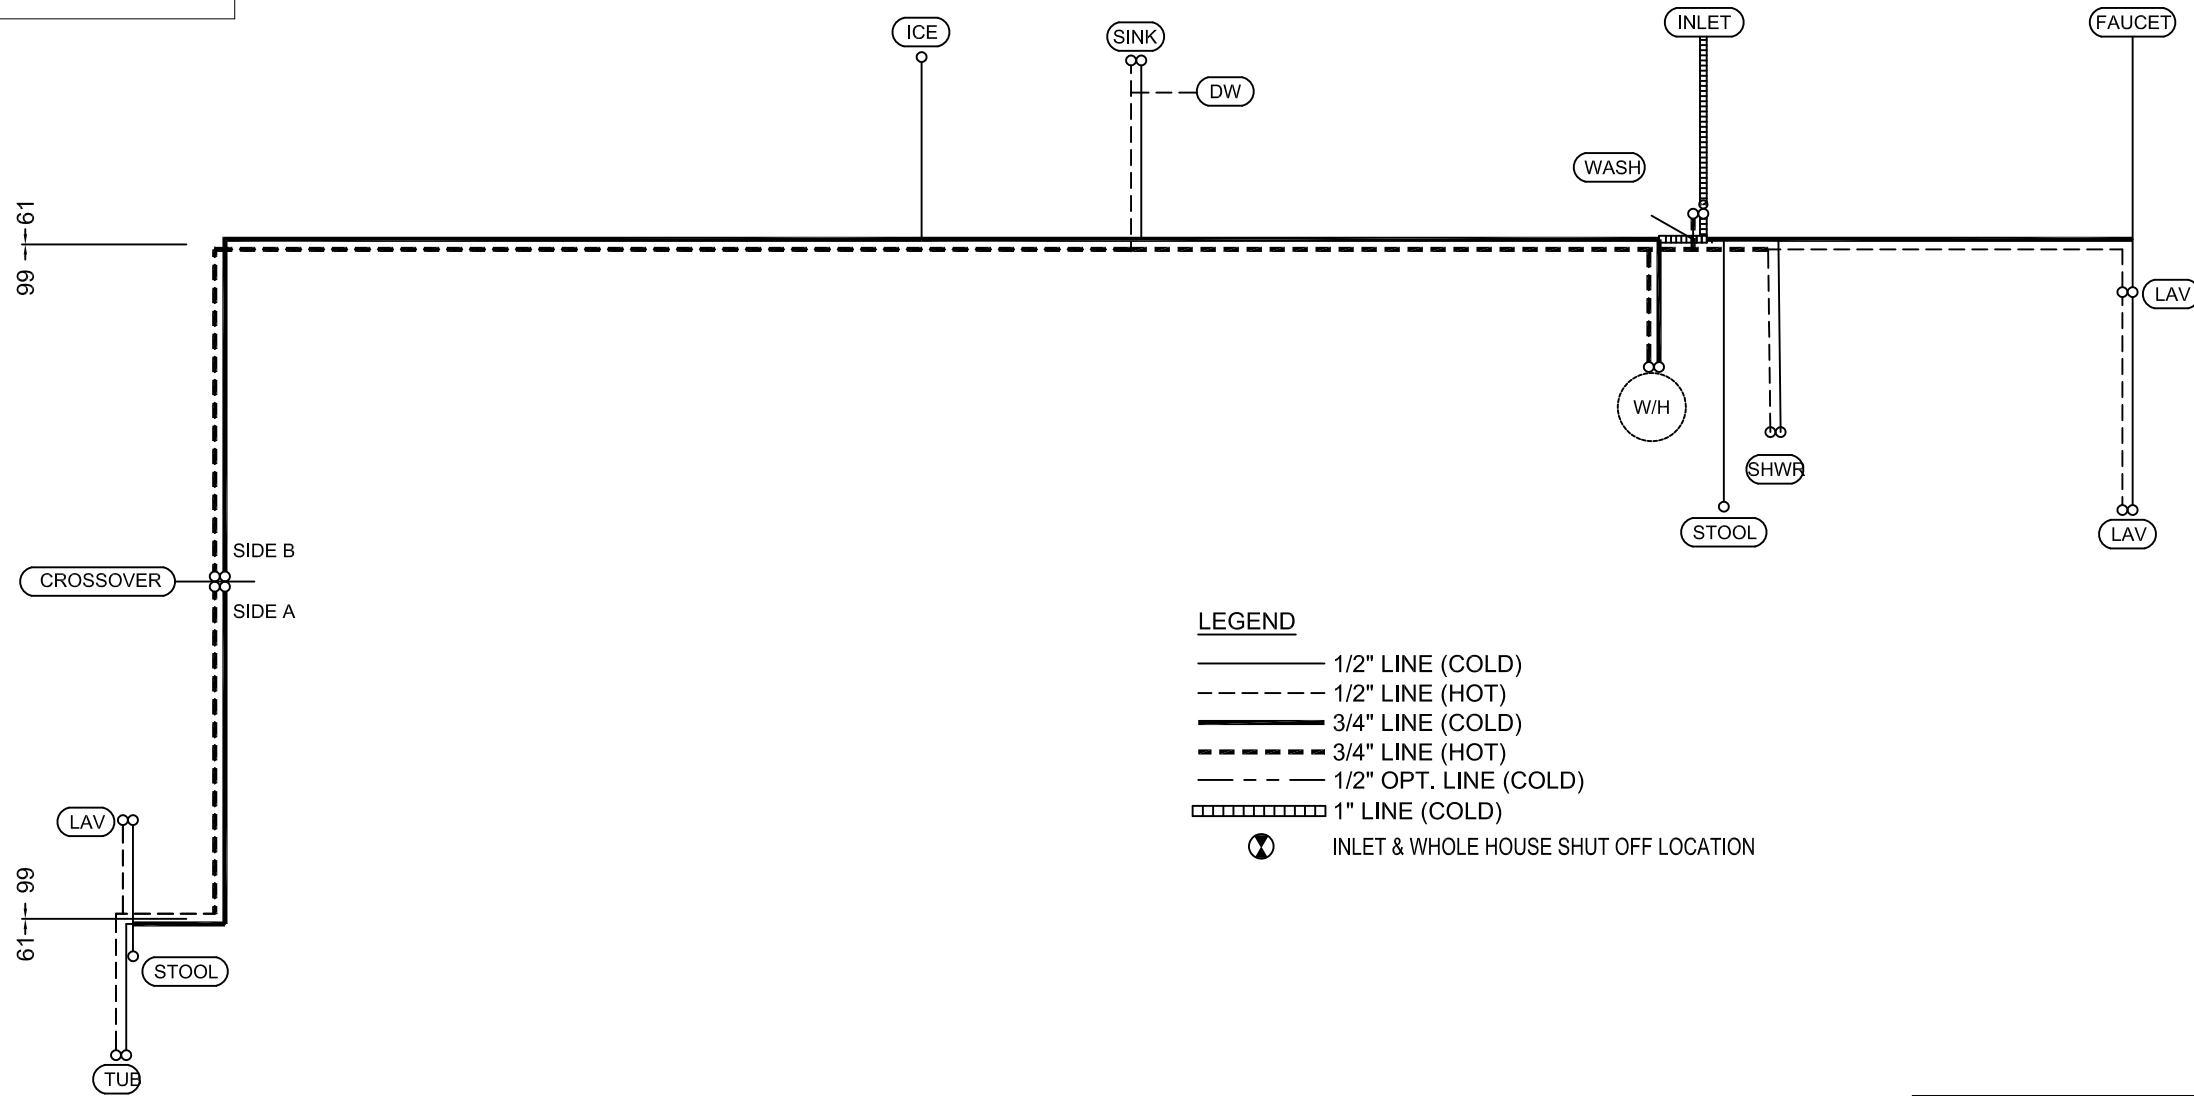 ICE
SINK
INLET
FAUCET
DW
WASH
61
99
LAV
W/H
SHWR
STOOL
LAV
SIDE B
CROSSOVER
SIDE A
LEGEND
1/2" LINE (COLD)
1/2" LINE (HOT)
3/4" LINE (COLD)
3/4" LINE (HOT)
1/2" OPT. LINE (COLD)
1" LINE (COLD)
INLET & WHOLE HOUSE SHUT OFF LOCATION
LAV
99
61
STOOL
TUB